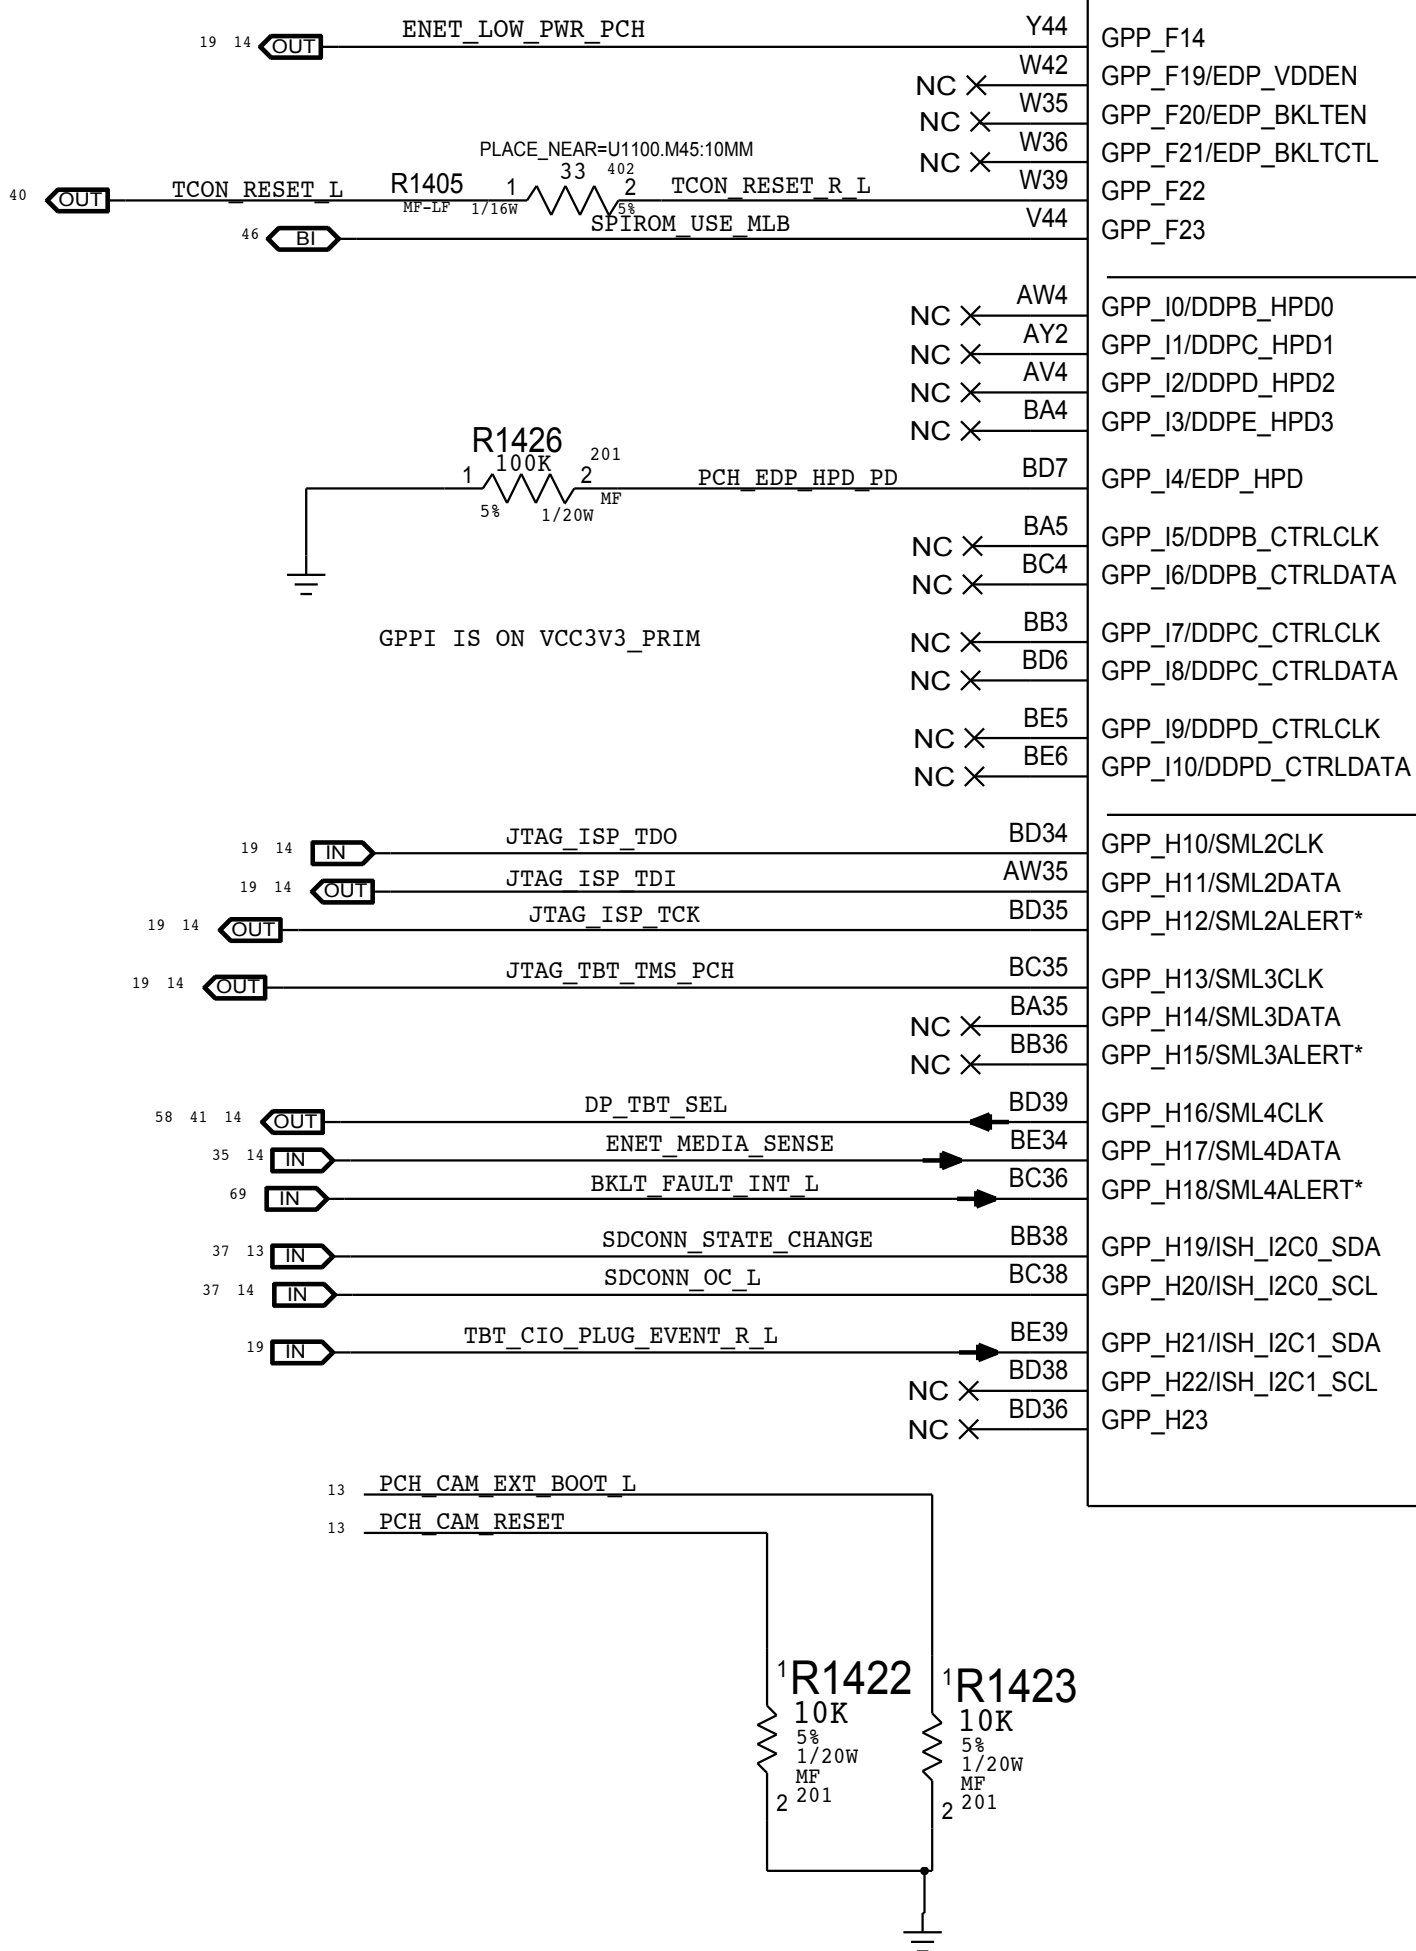 19 14 OUT ENET_LOW_PWR_PCH Y44 GPP_F14
NC W42 GPP_F19/EDP_VDDEN
NC W35 GPP_F20/EDP_BKLTEN
NC W36 GPP_F21/EDP_BKLTCTL
PLACE_NEAR=U1100.M45:10MM
40 OUT TCON_RESET_L R1405 1 33 402 2 TCON_RESET_R_L W39 GPP_F22
MF-LF 1/16W 5%
46 BI SPIROM_USE_MLB V44 GPP_F23
NC AW4 GPP_I0/DDPB_HPD0
NC AY2 GPP_I1/DDPC_HPD1
NC AV4 GPP_I2/DDPD_HPD2
NC BA4 GPP_I3/DDPE_HPD3
R1426
1 100K 2 201 PCH_EDP_HPD_PD BD7 GPP_I4/EDP_HPD
5% 1/20W MF
NC BA5 GPP_I5/DDPB_CTRLCLK
NC BC4 GPP_I6/DDPB_CTRLDATA
GPPI IS ON VCC3V3_PRIM
NC BB3 GPP_I7/DDPC_CTRLCLK
NC BD6 GPP_I8/DDPC_CTRLDATA
NC BE5 GPP_I9/DDPD_CTRLCLK
NC BE6 GPP_I10/DDPD_CTRLDATA
19 14 IN JTAG_ISP_TDO BD34 GPP_H10/SML2CLK
19 14 OUT JTAG_ISP_TDI AW35 GPP_H11/SML2DATA
19 14 OUT JTAG_ISP_TCK BD35 GPP_H12/SML2ALERT*
19 14 OUT JTAG_TBT_TMS_PCH BC35 GPP_H13/SML3CLK
NC BA35 GPP_H14/SML3DATA
NC BB36 GPP_H15/SML3ALERT*
58 41 14 OUT DP_TBT_SEL BD39 GPP_H16/SML4CLK
35 14 IN ENET_MEDIA_SENSE BE34 GPP_H17/SML4DATA
69 IN BKLT_FAULT_INT_L BC36 GPP_H18/SML4ALERT*
37 13 IN SDCONN_STATE_CHANGE BB38 GPP_H19/ISH_I2C0_SDA
37 14 IN SDCONN_OC_L BC38 GPP_H20/ISH_I2C0_SCL
19 IN TBT_CIO_PLUG_EVENT_R_L BE39 GPP_H21/ISH_I2C1_SDA
NC BD38 GPP_H22/ISH_I2C1_SCL
NC BD36 GPP_H23
13 PCH_CAM_EXT_BOOT_L
13 PCH_CAM_RESET
1 R1422
10K
5%
1/20W
MF
2 201
1 R1423
10K
5%
1/20W
MF
2 201